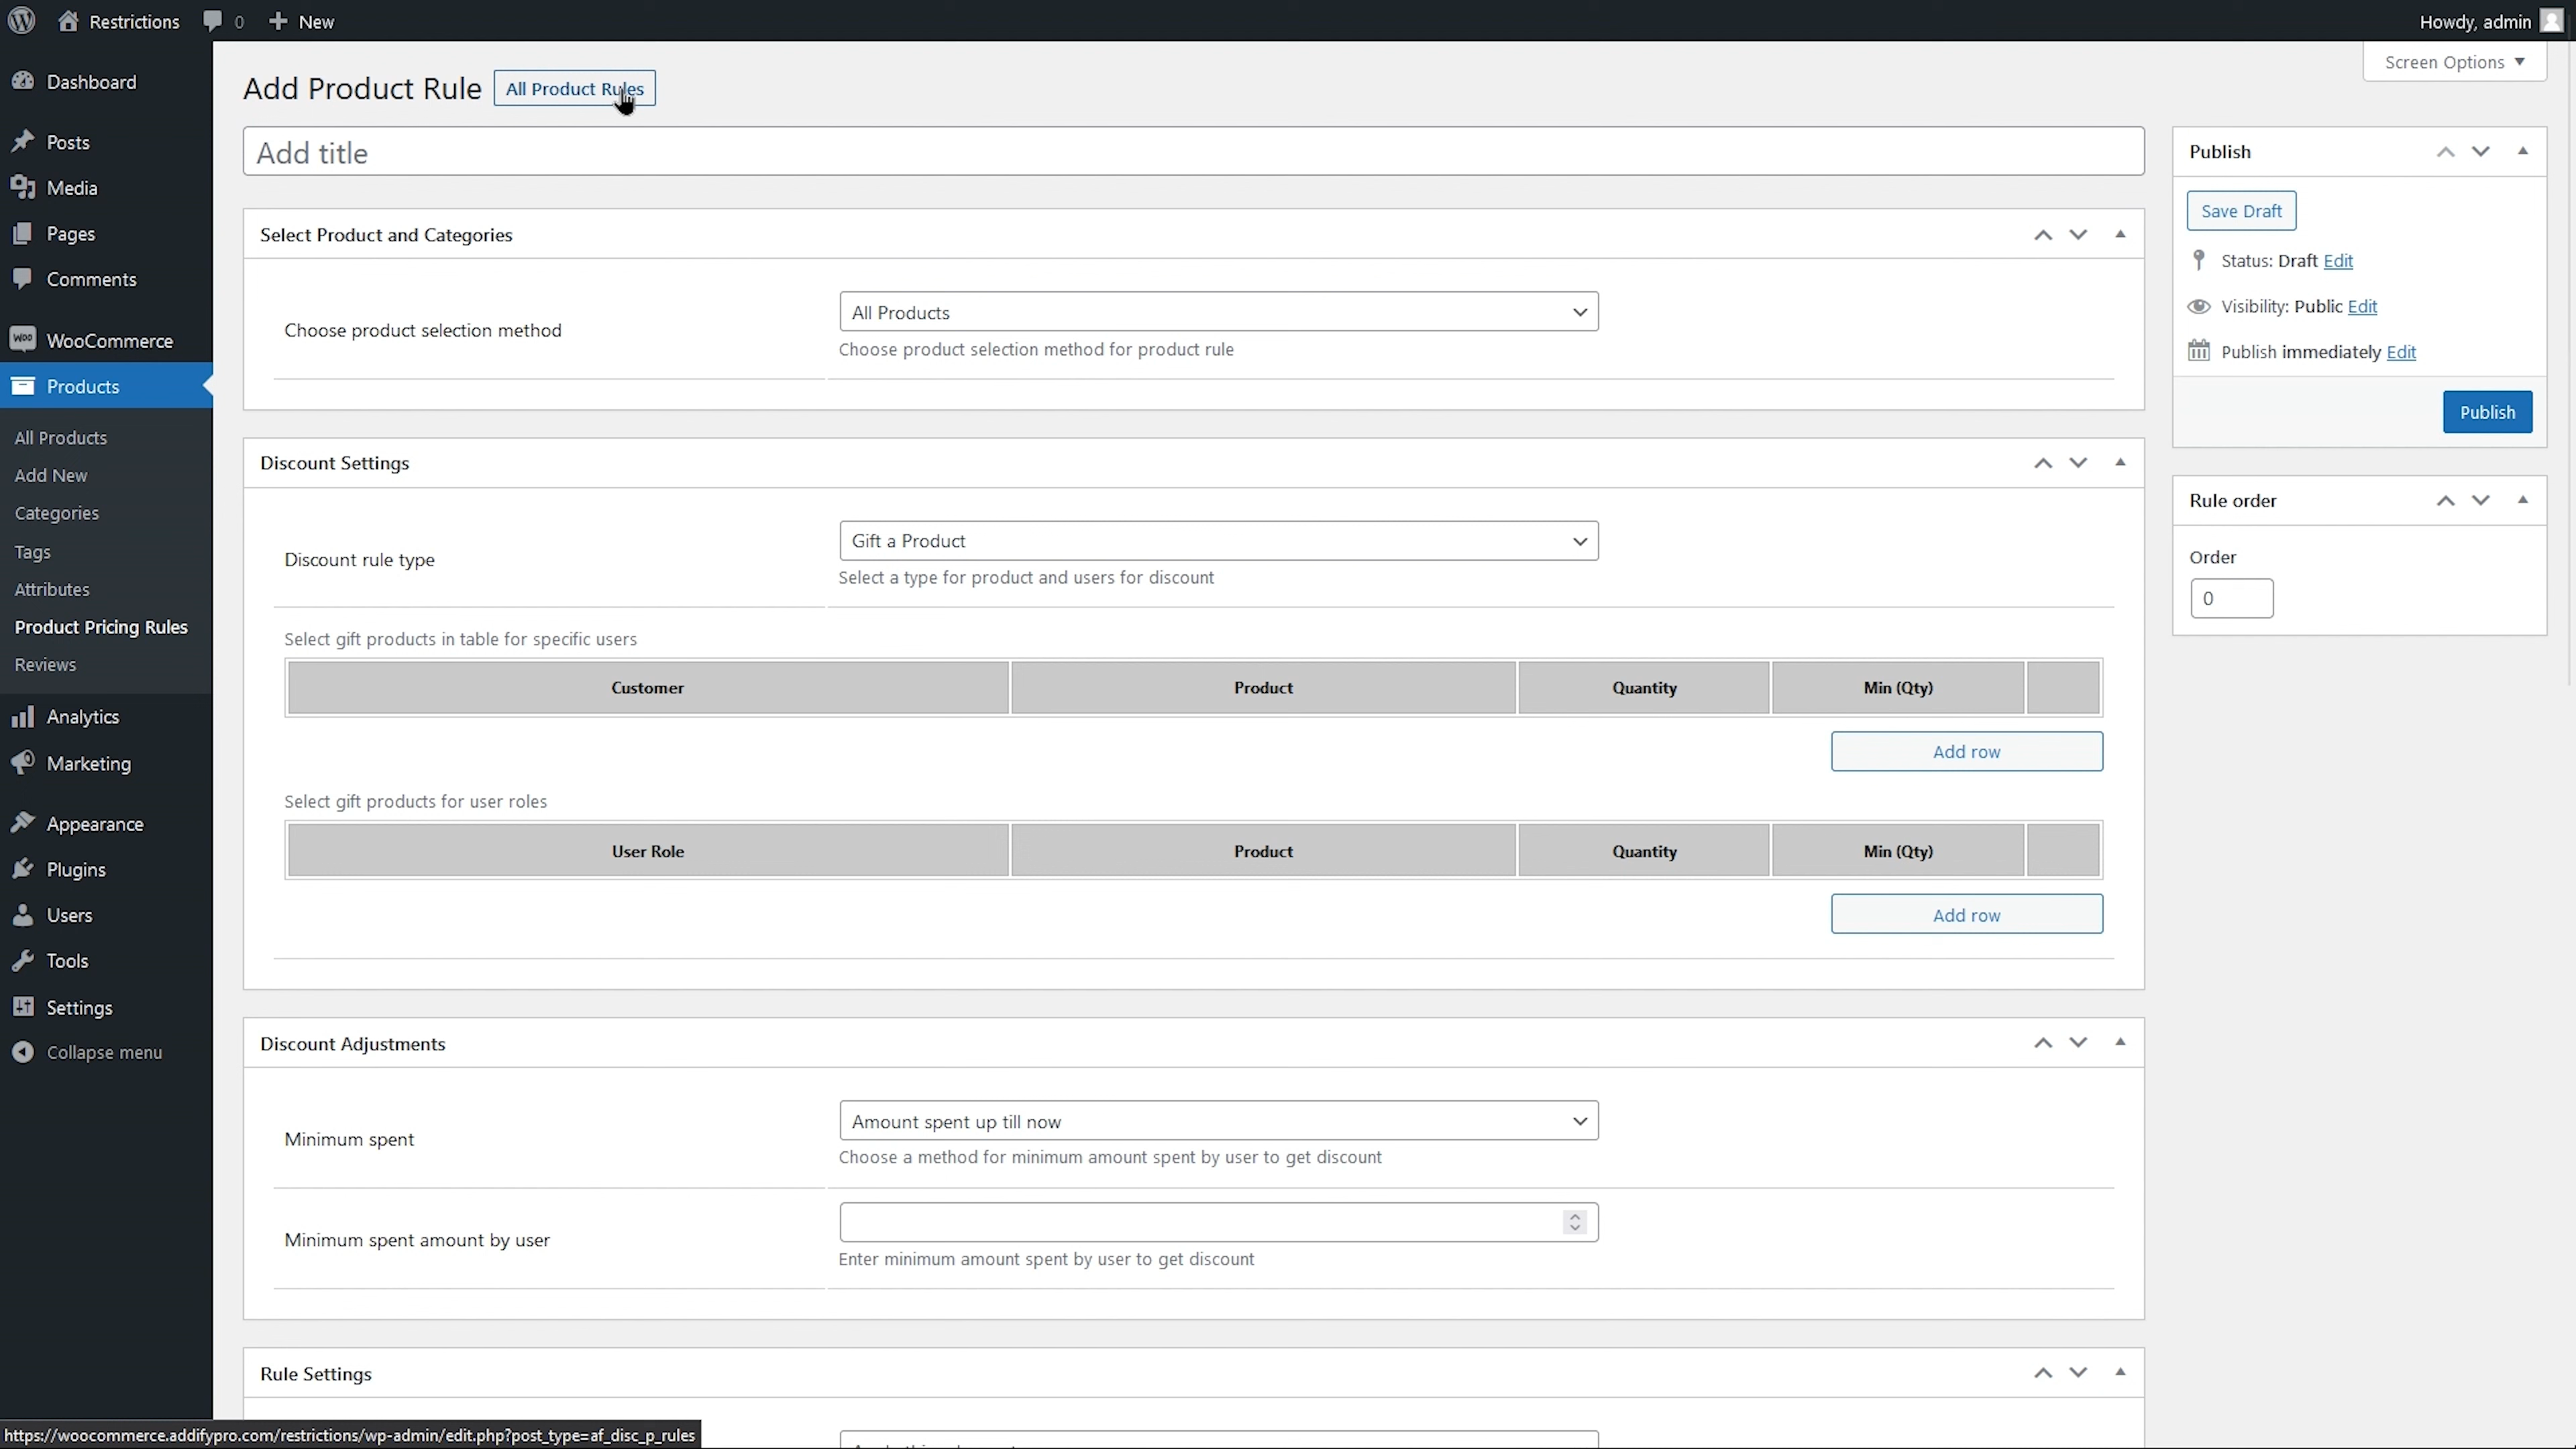 Restrictions 0 New Howdy, admin
Screen Options
Dashboard
Posts
Media
Pages
Comments
WOO WooCommerce
Products
All Products
Add New
Categories
Tags
Attributes
Product Pricing Rules
Reviews
Analytics
Marketing
Appearance
Plugins
Users
Tools
Settings
Collapse menu
Add Product Rule All Product Rules
Add title
Select Product and Categories
Choose product selection method
All Products
Choose product selection method for product rule
Discount Settings
Discount rule type
Gift a Product
Select a type for product and users for discount
Select gift products in table for specific users
Customer Product Quantity Min (Qty)
Add row
Select gift products for user roles
User Role Product Quantity Min (Qty)
Add row
Discount Adjustments
Minimum spent
Amount spent up till now
Choose a method for minimum amount spent by user to get discount
Minimum spent amount by user
Enter minimum amount spent by user to get discount
Rule Settings
Publish
Save Draft
Status: Draft Edit
Visibility: Public Edit
Publish immediately Edit
Publish
Rule order
Order
0
https://woocommerce.addifypro.com/restrictions/wp-admin/edit.php?post_type=af_disc_p_rules